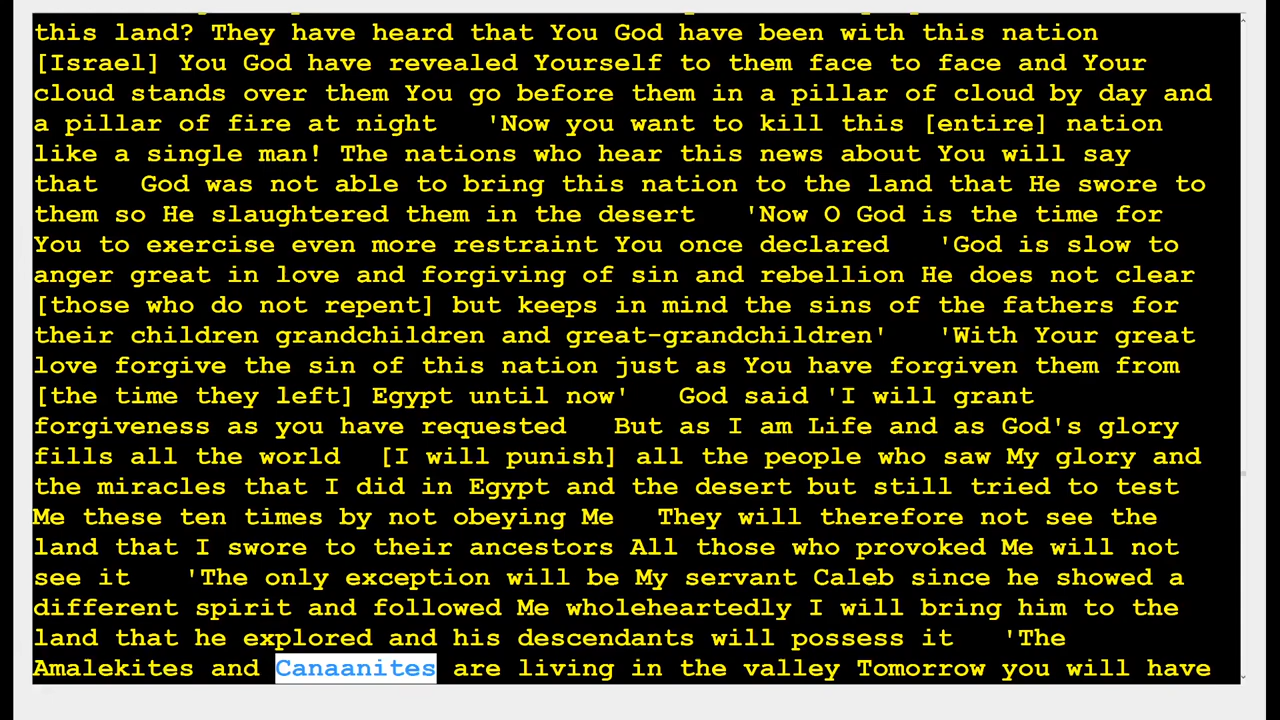 this land? They have heard that You God have been with this nation
[Israel] You God have revealed Yourself to them face to face and Your
cloud stands over them You go before them in a pillar of cloud by day and
a pillar of fire at night 'Now you want to kill this [entire] nation
like a single man! The nations who hear this news about You will say
that God was not able to bring this nation to the land that He swore to
them so He slaughtered them in the desert 'Now O God is the time for
You to exercise even more restraint You once declared 'God is slow to
anger great in love and forgiving of sin and rebellion He does not clear
[those who do not repent] but keeps in mind the sins of the fathers for
their children grandchildren and great-grandchildren' 'With Your great
love forgive the sin of this nation just as You have forgiven them from
[the time they left] Egypt until now' God said 'I will grant
forgiveness as you have requested But as I am Life and as God's glory
fills all the world [I will punish] all the people who saw My glory and
the miracles that I did in Egypt and the desert but still tried to test
Me these ten times by not obeying Me They will therefore not see the
land that I swore to their ancestors All those who provoked Me will not
see it 'The only exception will be My servant Caleb since he showed a
different spirit and followed Me wholeheartedly I will bring him to the
land that he explored and his descendants will possess it 'The
Amalekites and Canaanites are living in the valley Tomorrow you will have